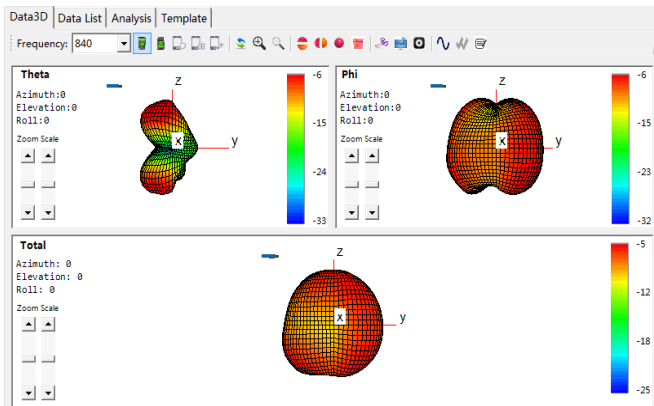 Data3D Data List Analysis Template
Frequency: 840
Theta
Azimuth:0
Elevation:0
Roll:0
Zoom Scale
z
y
x
-6
-15
-24
-33
Phi
Azimuth:0
Elevation:0
Roll:0
Zoom Scale
z
y
x
-6
-15
-23
-32
Total
Azimuth: 0
Elevation: 0
Roll: 0
Zoom Scale
z
y
x
-5
-12
-18
-25